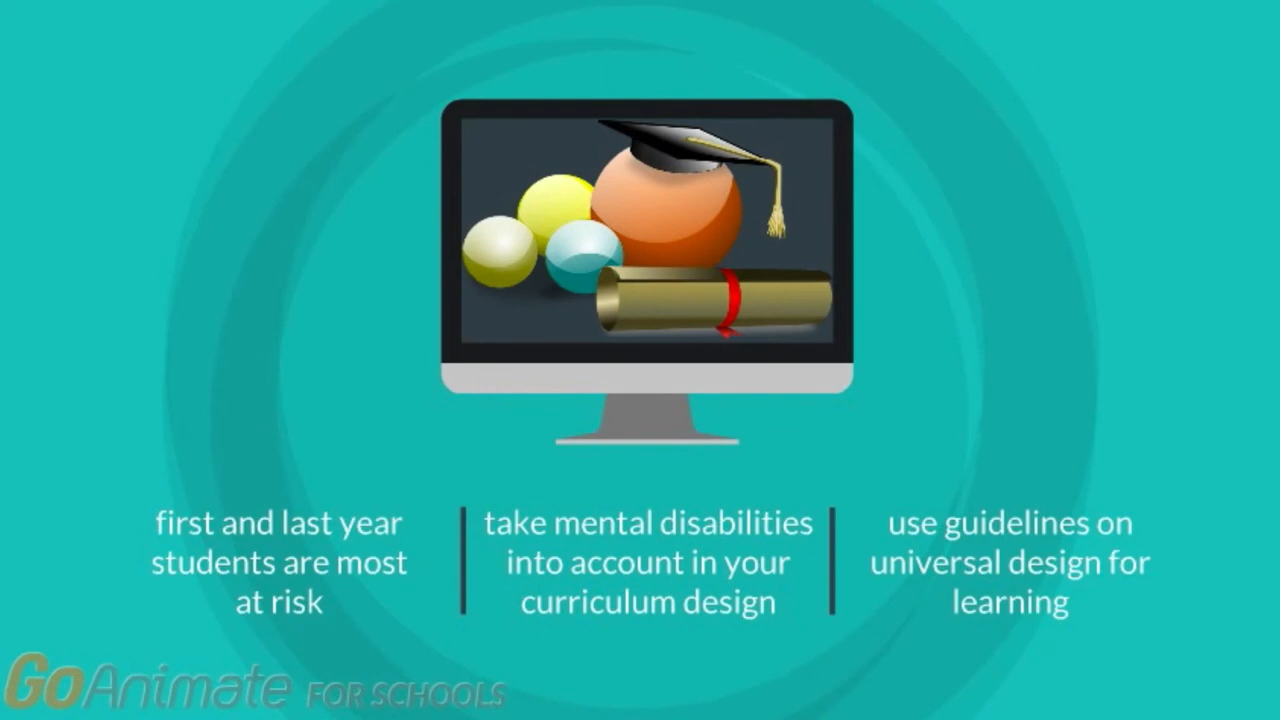 first and last year
students are most
at risk
take mental disabilities
into account in your
curriculum design
use guidelines on
universal design for
learning
GoAnimate FOR SCHOOLS